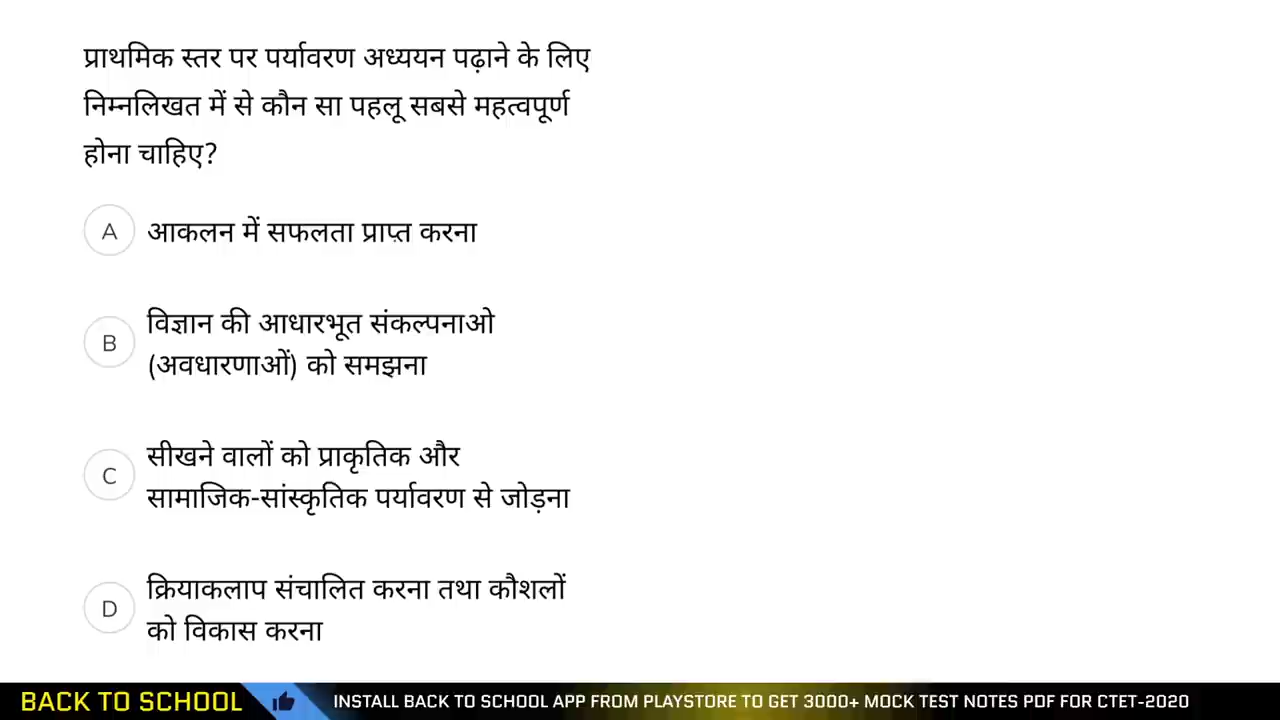 प्राथमिक स्तर पर पर्यावरण अध्ययन पढ़ाने के लिए
निम्नलिखत में से कौन सा पहलू सबसे महत्वपूर्ण
होना चाहिए?
A आकलन में सफलता प्राप्त करना
विज्ञान की आधारभूत संकल्पनाओ
B
(अवधारणाओं) को समझना
सीखने वालों को प्राकृतिक और
C
सामाजिक-सांस्कृतिक पर्यावरण से जोड़ना
क्रियाकलाप संचालित करना तथा कौशलों
D
को विकास करना
BACK TO SCHOOL INSTALL BACK TO SCHOOL APP FROM PLAYSTORE TO GET 3000+ MOCK TEST NOTES PDF FOR CTET-2020